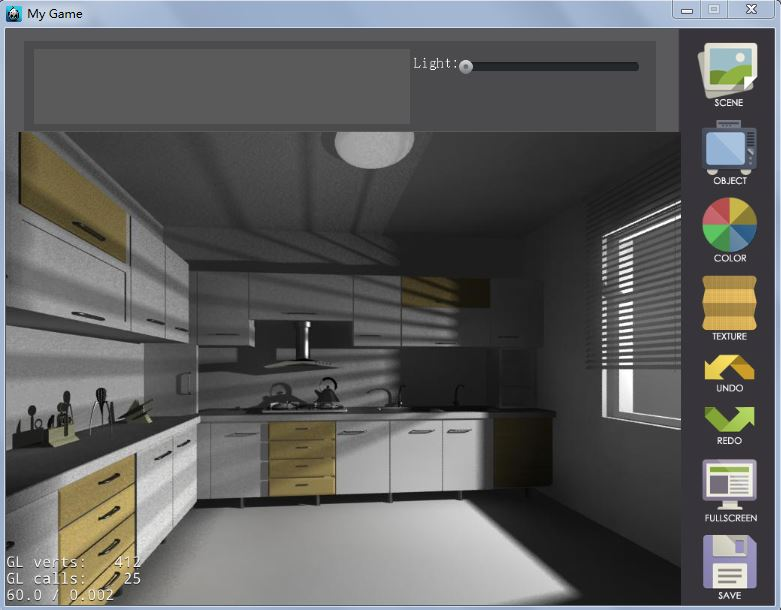 My Game
Light:
SCENE
OBJECT
COLOR
TEXTURE
UNDO
REDO
FULLSCREEN
SAVE
GL verts: 412
GL calls: 25
60.0 / 0.002